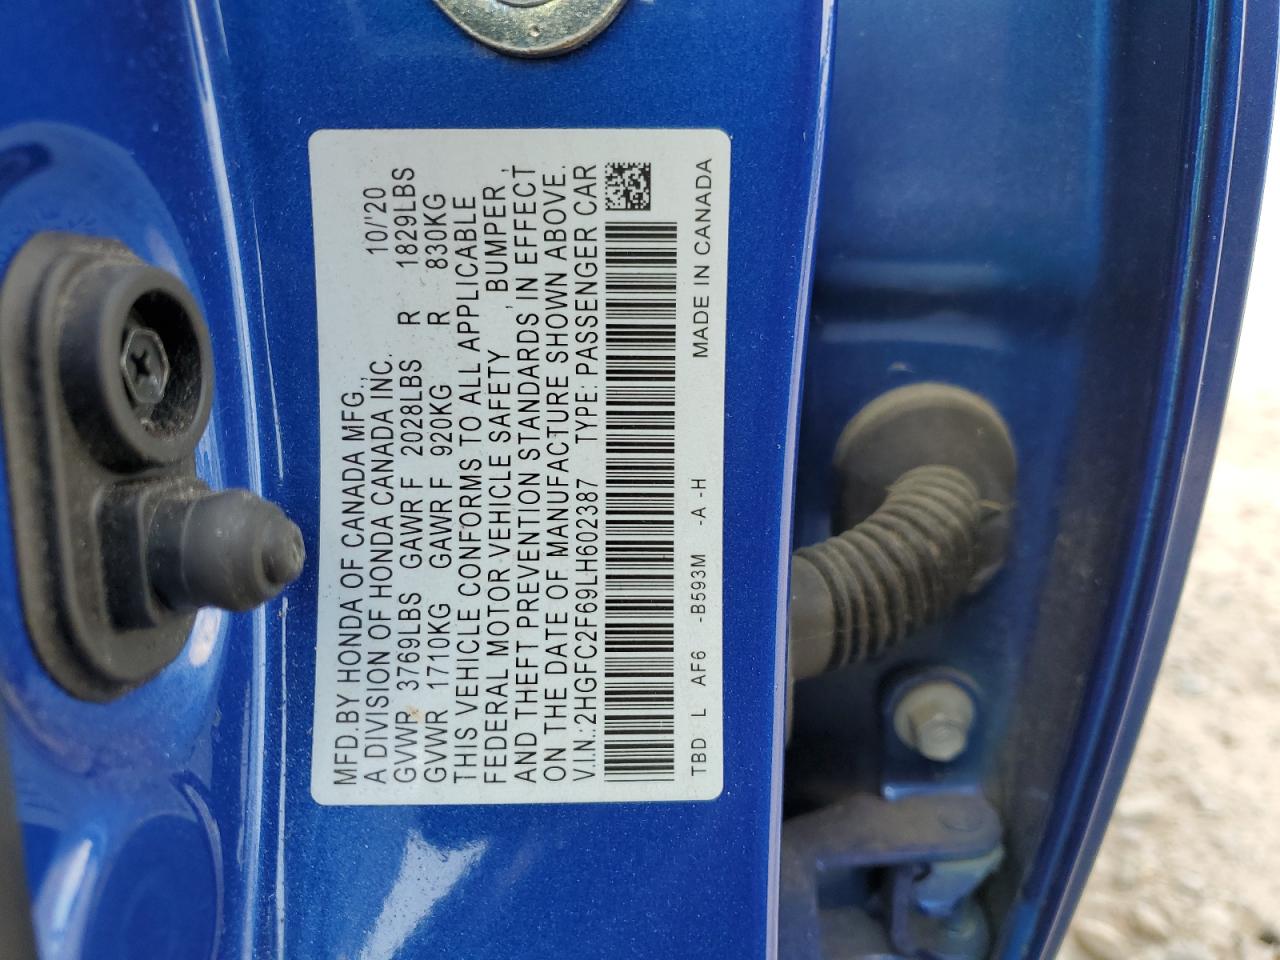 MFD.BY HONDA OF CANADA MFG.,
A DIVISION OF HONDA CANADA INC. 10/'20
GVWR 3769LBS GAWR F 2028LBS R 1829LBS
GVWR 1710KG GAWR F 920KG R 830KG
THIS VEHICLE CONFORMS TO ALL APPLICABLE
FEDERAL MOTOR VEHICLE SAFETY , BUMPER ,
AND THEFT PREVENTION STANDARDS IN EFFECT
ON THE DATE OF MANUFACTURE SHOWN ABOVE.
V.I.N.:2HGFC2F69LH602387 TYPE: PASSENGER CAR
TBD L AF6 -B593M -A -H MADE IN CANADA